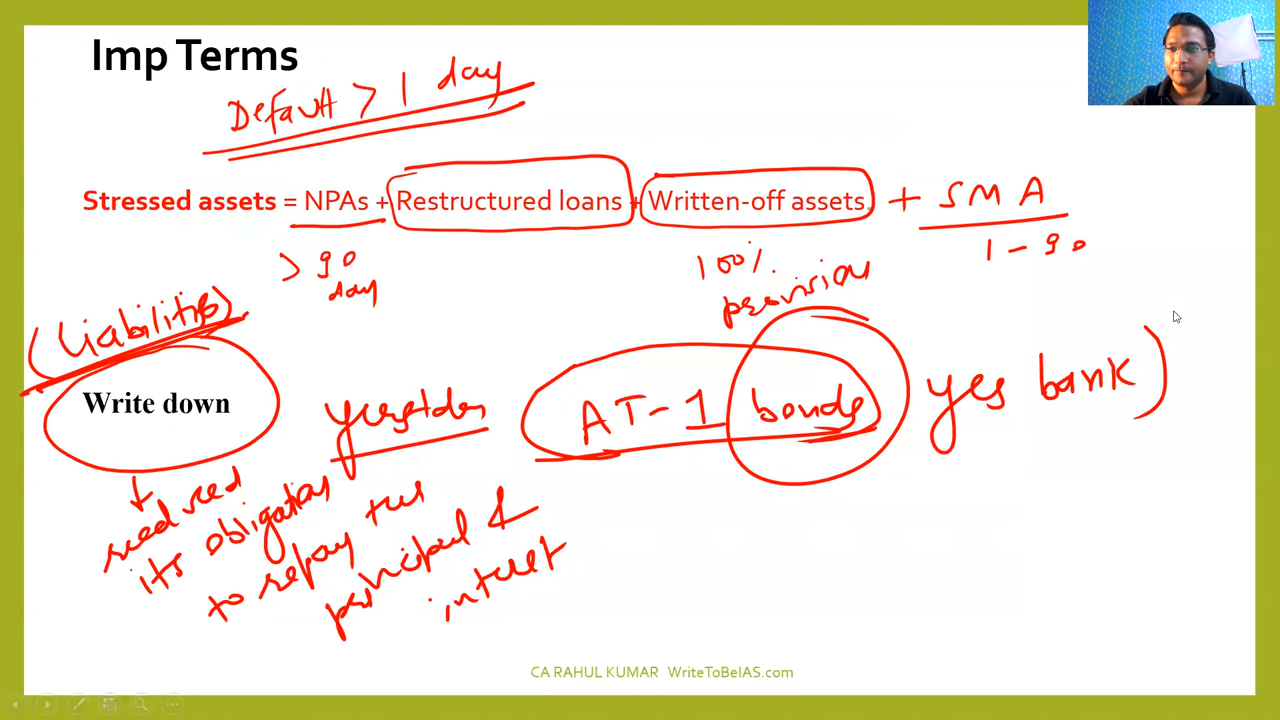 Imp Terms
Default > 1 day
Stressed assets = NPAs + Restructured loans + Written-off assets + SMA
> 90 day
100% provision
1-90
(Liabilities)
Write down
yesterday AT-1 bonds yes bank)
reduced
its obligation
to repay the
principal &
interest
CA RAHUL KUMAR WriteToBeIAS.com